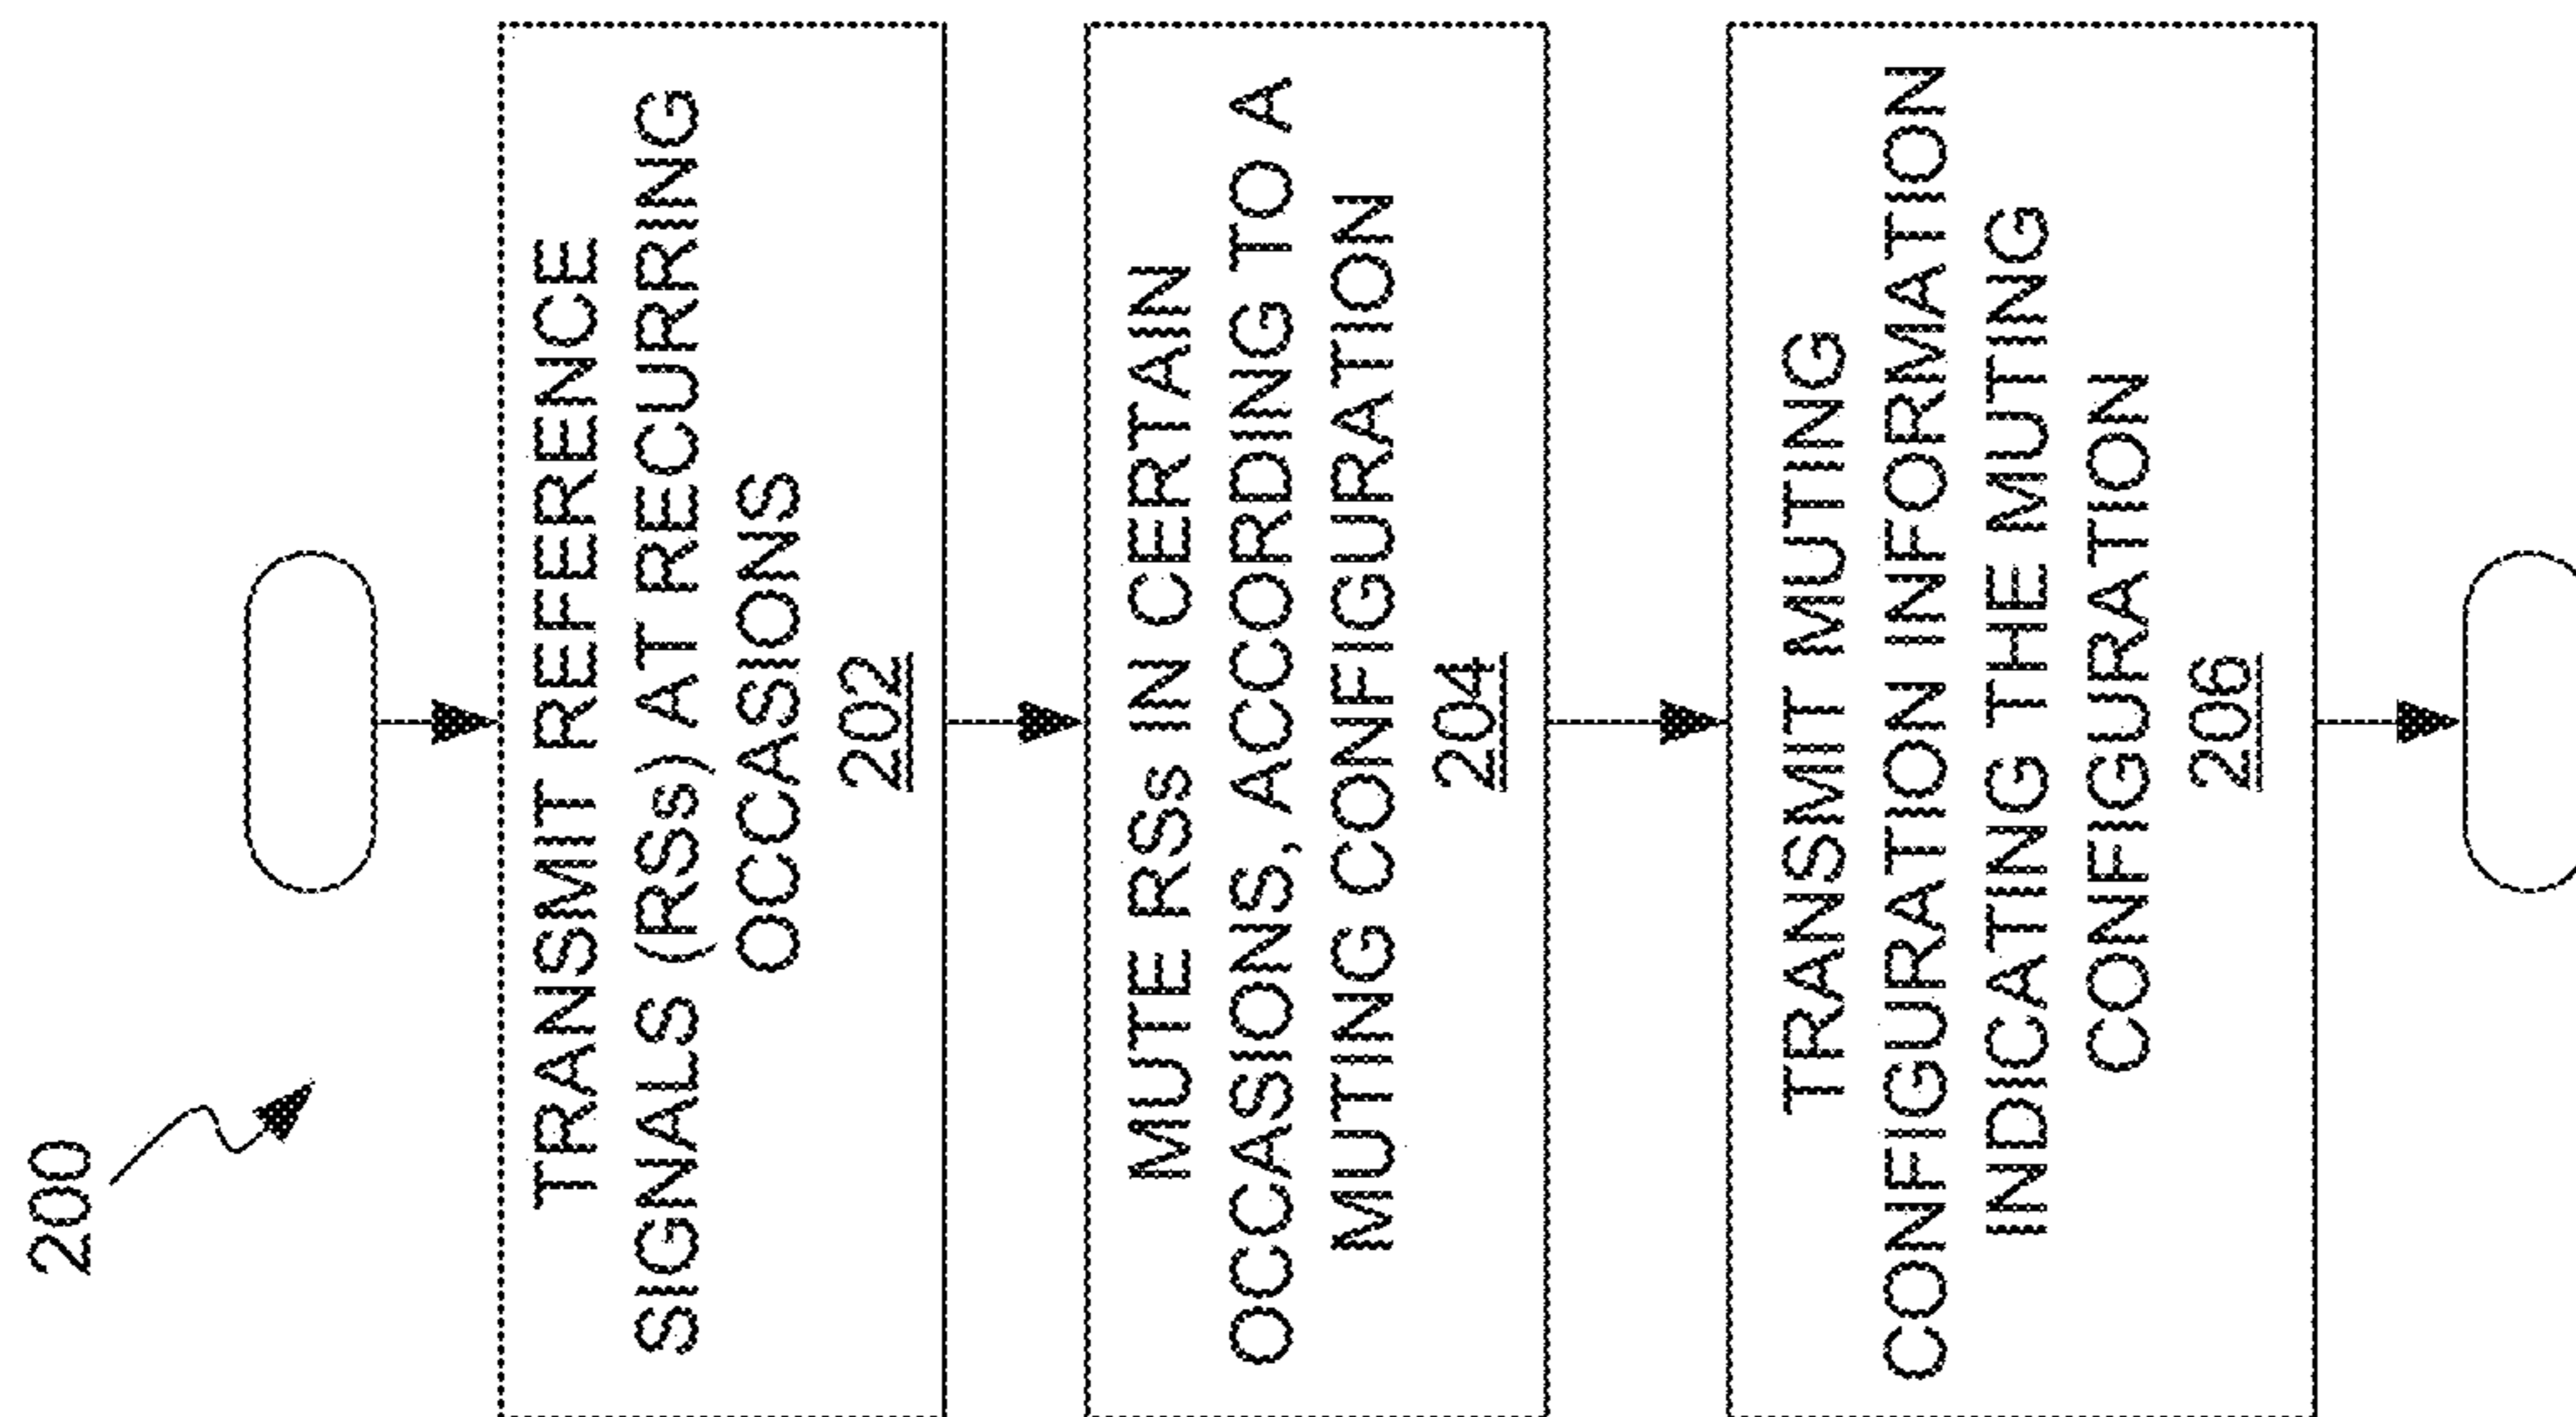 200
TRANSMIT REFERENCE
SIGNALS (RSs) AT RECURRING
OCCASIONS
202
MUTE RSs IN CERTAIN
OCCASIONS, ACCORDING TO A
MUTING CONFIGURATION
204
TRANSMIT MUTING
CONFIGURATION INFORMATION
INDICATING THE MUTING
CONFIGURATION
206